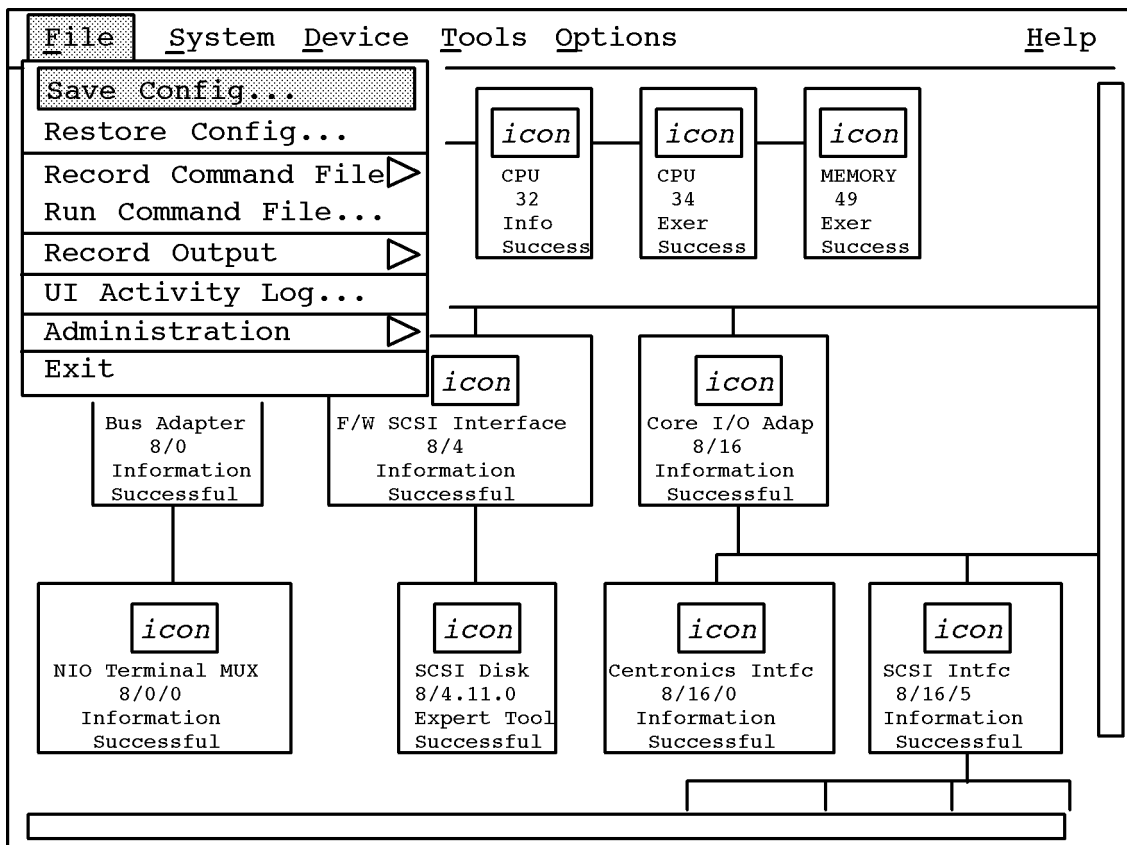 File System Device Tools Options Help
Save Config...
Restore Config...
Record Command File
Run Command File...
Record Output
UI Activity Log...
Administration
Exit
icon
CPU
32
Info
Success
icon
CPU
34
Exer
Success
icon
MEMORY
49
Exer
Success
Bus Adapter
8/0
Information
Successful
icon
F/W SCSI Interface
8/4
Information
Successful
icon
Core I/O Adap
8/16
Information
Successful
icon
NIO Terminal MUX
8/0/0
Information
Successful
icon
SCSI Disk
8/4.11.0
Expert Tool
Successful
icon
Centronics Intfc
8/16/0
Information
Successful
icon
SCSI Intfc
8/16/5
Information
Successful